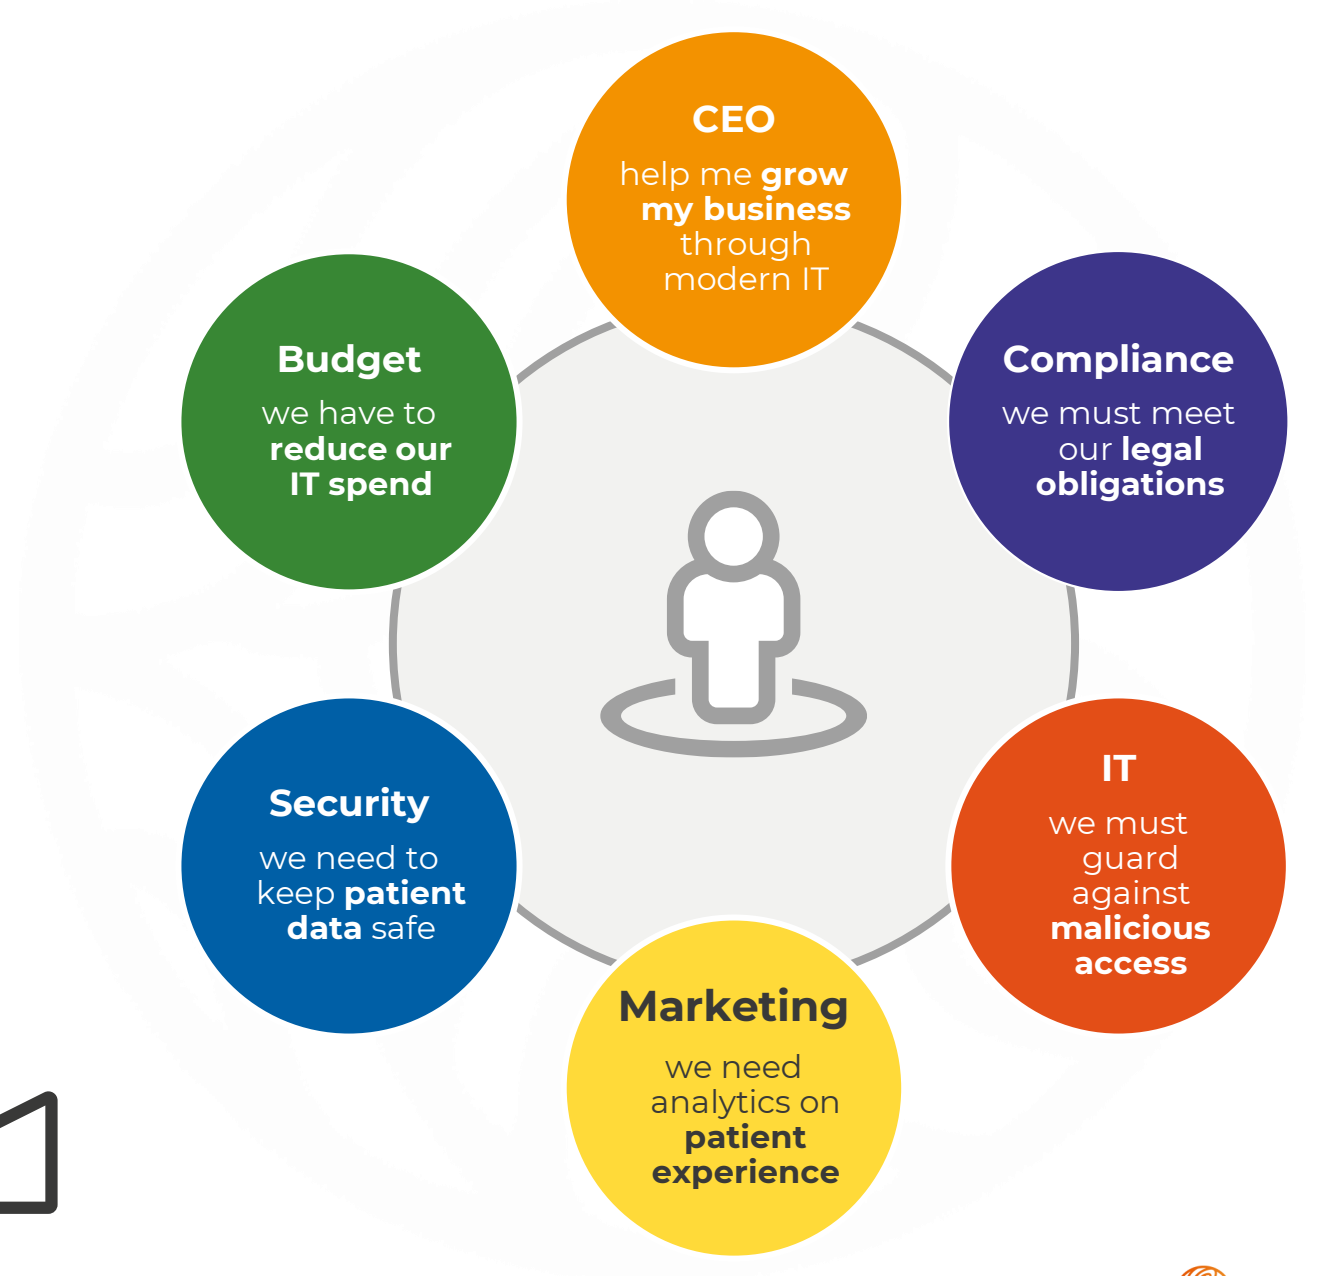 CEO
help me grow
my business
through
modern IT
Budget
we have to
reduce our
IT spend
Compliance
we must meet
our legal
obligations
Security
we need to
keep patient
data safe
IT
we must
guard
against
malicious
access
Marketing
we need
analytics on
patient
experience